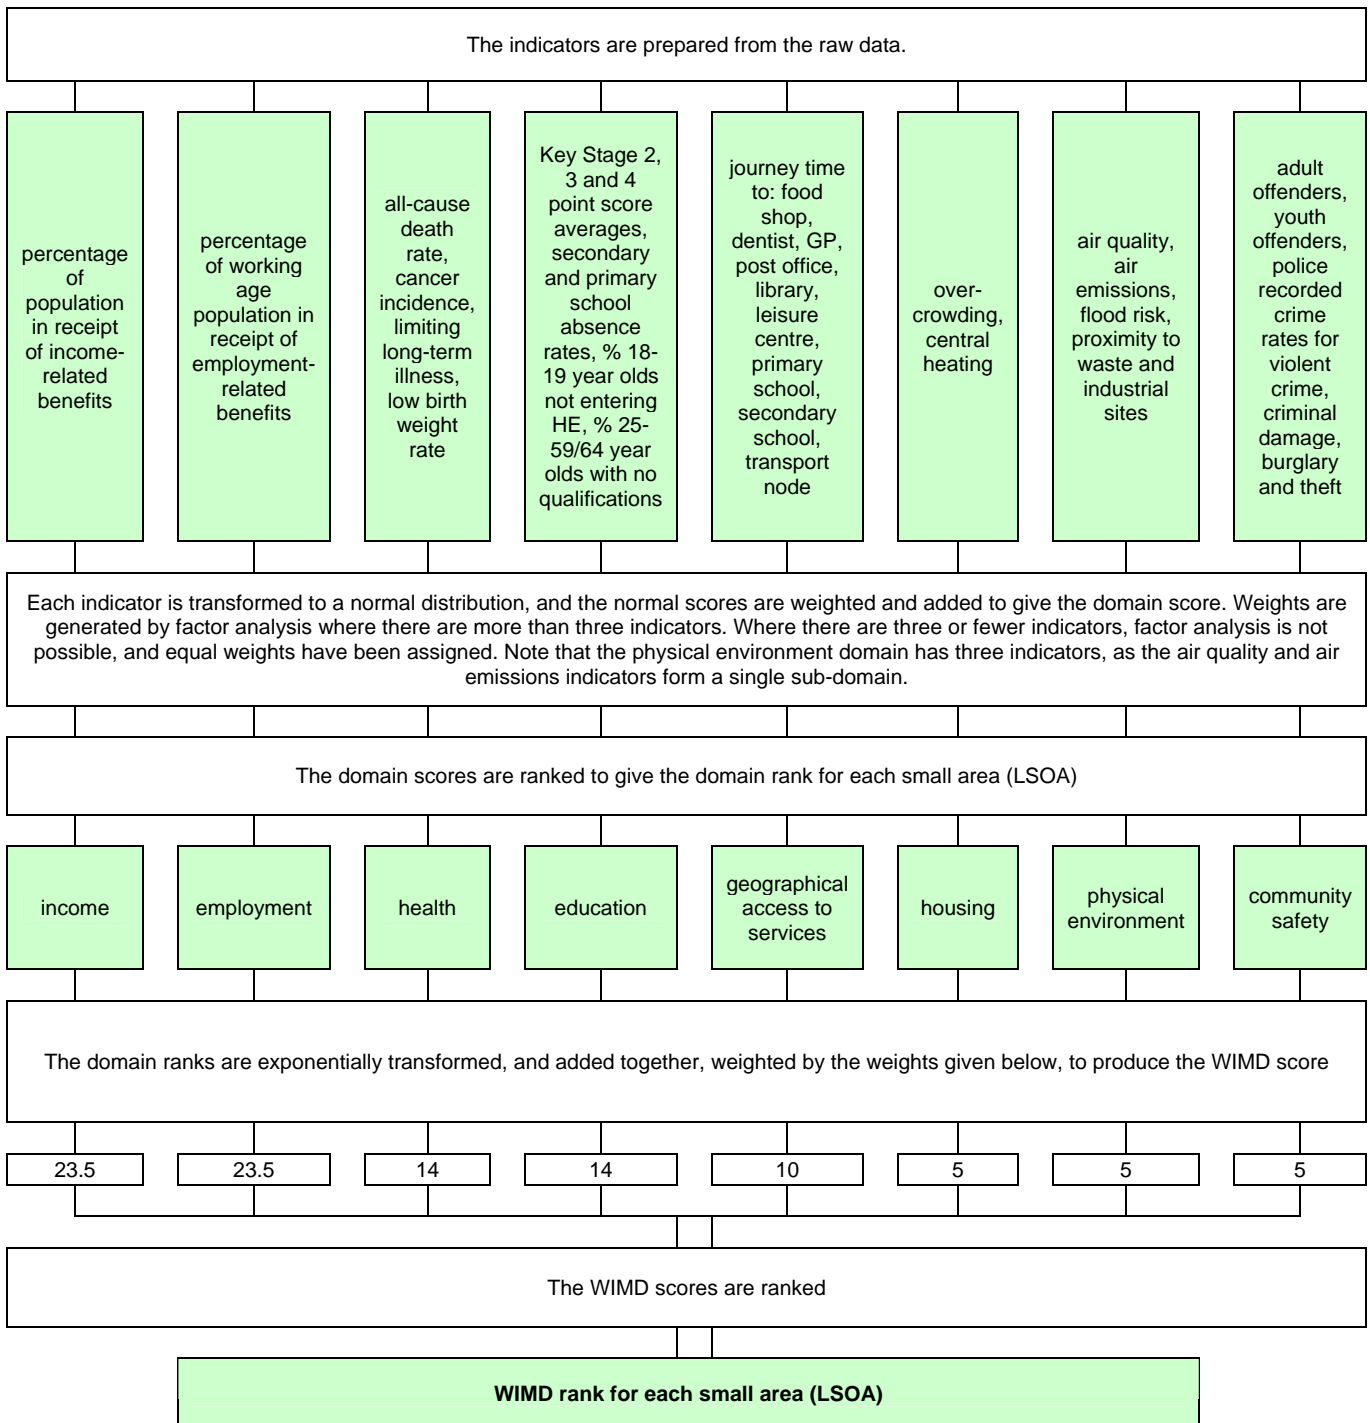 The indicators are prepared from the raw data.
percentage
of
population
in receipt
of income-
related
benefits
percentage
of working
age
population in
receipt of
employment-
related
benefits
all-cause
death
rate,
cancer
incidence,
limiting
long-term
illness,
low birth
weight
rate
Key Stage 2,
3 and 4
point score
averages,
secondary
and primary
school
absence
rates, % 18-
19 year olds
not entering
HE, % 25-
59/64 year
olds with no
qualifications
journey time
to: food
shop,
dentist, GP,
post office,
library,
leisure
centre,
primary
school,
secondary
school,
transport
node
over-
crowding,
central
heating
air quality,
air
emissions,
flood risk,
proximity to
waste and
industrial
sites
adult
offenders,
youth
offenders,
police
recorded
crime
rates for
violent
crime,
criminal
damage,
burglary
and theft
Each indicator is transformed to a normal distribution, and the normal scores are weighted and added to give the domain score. Weights are
generated by factor analysis where there are more than three indicators. Where there are three or fewer indicators, factor analysis is not
possible, and equal weights have been assigned. Note that the physical environment domain has three indicators, as the air quality and air
emissions indicators form a single sub-domain.
The domain scores are ranked to give the domain rank for each small area (LSOA)
income
employment
health
education
geographical
access to
services
housing
physical
environment
community
safety
The domain ranks are exponentially transformed, and added together, weighted by the weights given below, to produce the WIMD score
23.5
23.5
14
14
10
5
5
5
The WIMD scores are ranked
WIMD rank for each small area (LSOA)